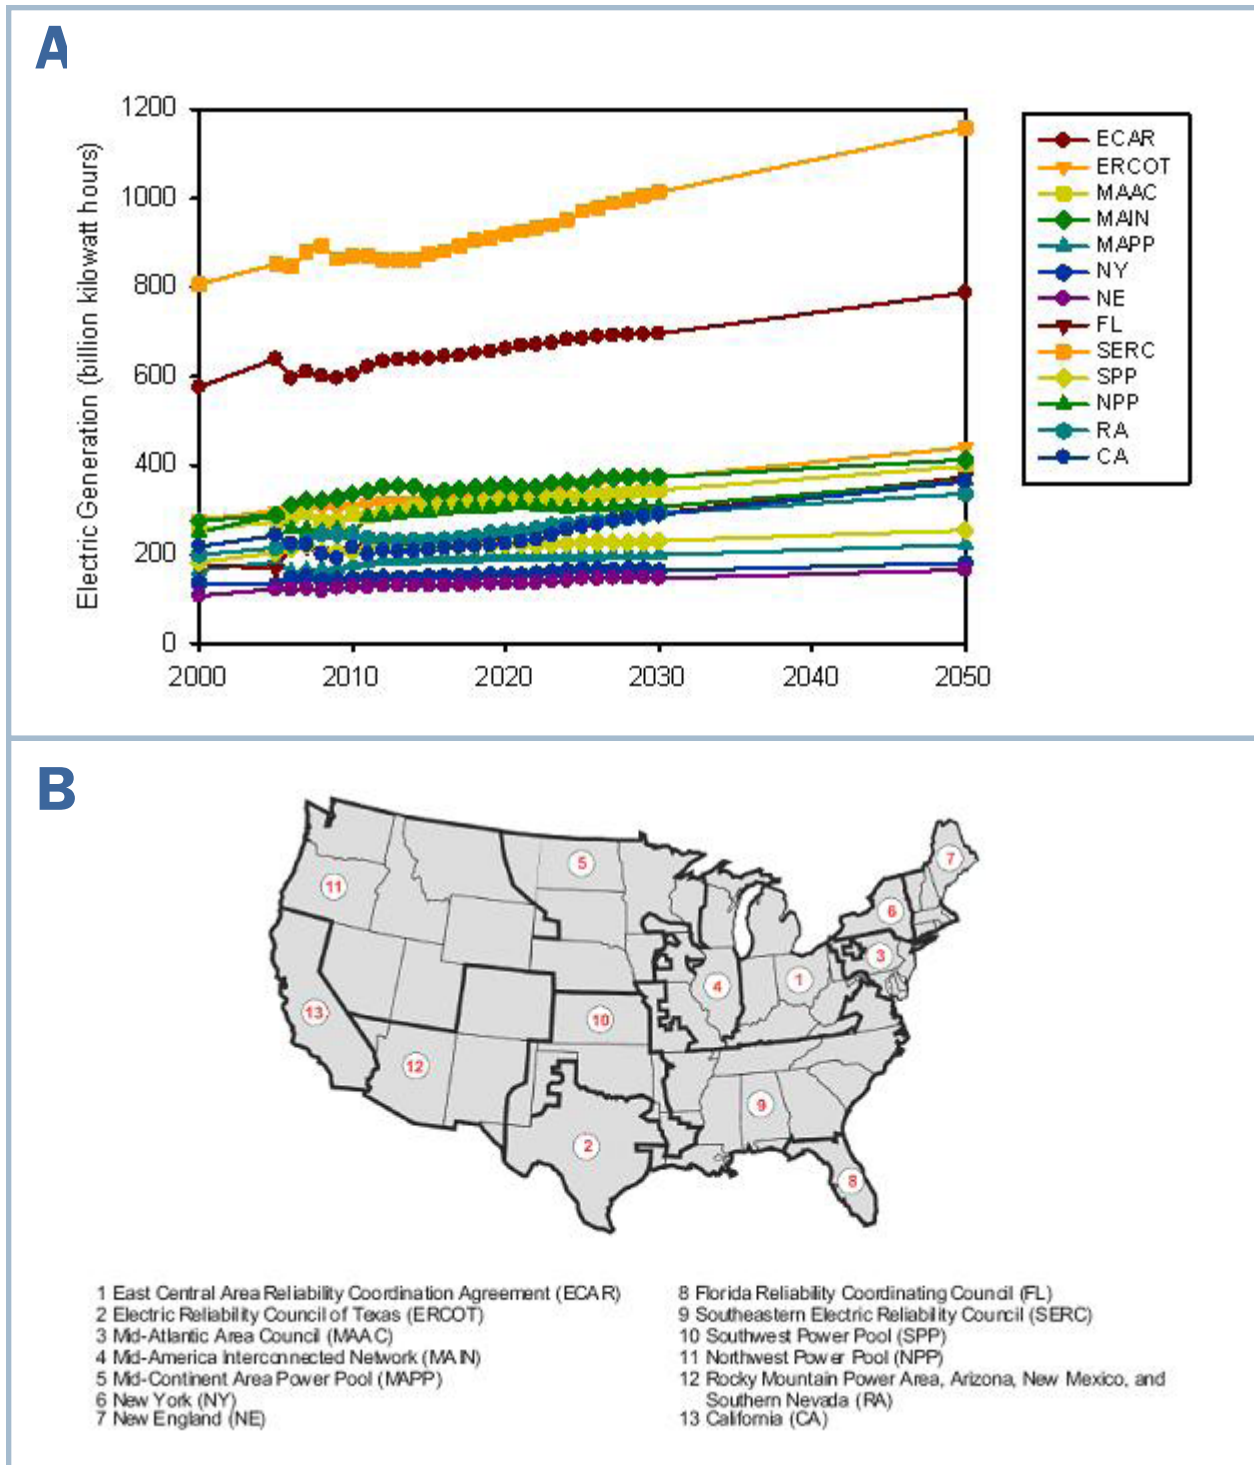 A
Electric Generation (billion kilowatt hours)
1200
1000
800
600
400
200
0
2000 2010 2020 2030 2040 2050
ECAR
ERCOT
MAAC
MAIN
MAPP
NY
NE
FL
SERC
SPP
NPP
RA
CA
B
5
7
11
6
3
1
4
13
10
12
9
2
8
1 East Central Area Reliability Coordination Agreement (ECAR)
2 Electric Reliability Council of Texas (ERCOT)
3 Mid-Atlantic Area Council (MAAC)
4 Mid-America Interconnected Network (MAIN)
5 Mid-Continent Area Power Pool (MAPP)
6 New York (NY)
7 New England (NE)
8 Florida Reliability Coordinating Council (FL)
9 Southeastern Electric Reliability Council (SERC)
10 Southwest Power Pool (SPP)
11 Northwest Power Pool (NPP)
12 Rocky Mountain Power Area, Arizona, New Mexico, and
Southern Nevada (RA)
13 California (CA)